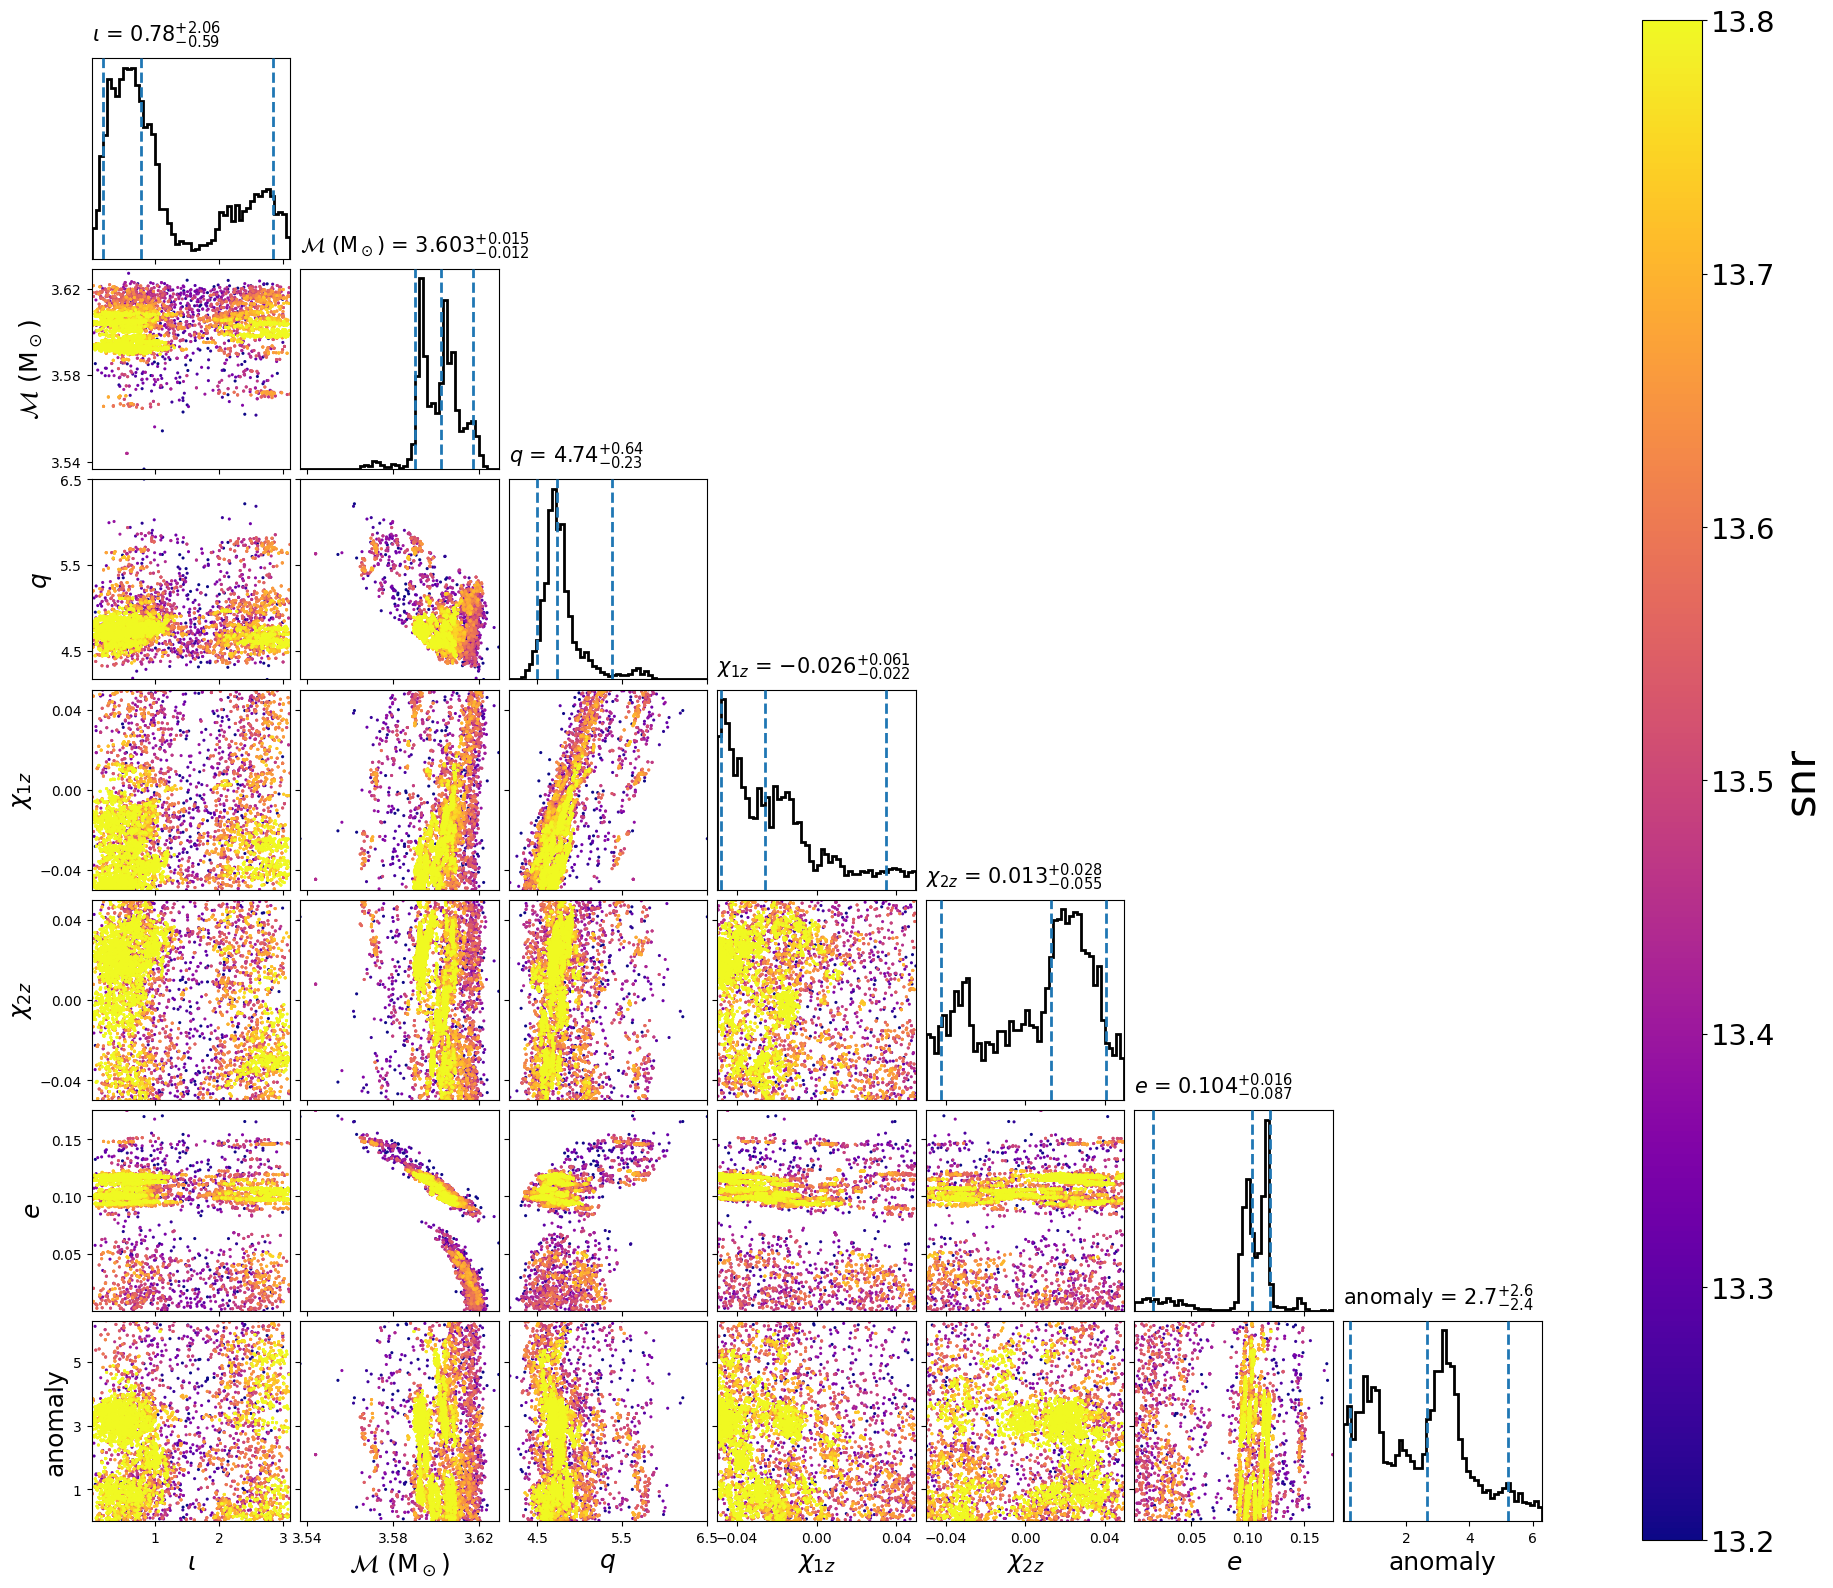 ι = 0.78+2.06 −0.59
13.8
ℳ (M⊙) = 3.603+0.015 −0.012
3.62
3.58
3.54
ℳ (M⊙)
13.7
q = 4.74+0.64 −0.23
6.5
5.5
4.5
q
13.6
χ1z = −0.026+0.061 −0.022
0.04
0.00
−0.04
χ1z
13.5
snr
χ2z = 0.013+0.028 −0.055
0.04
0.00
−0.04
χ2z
13.4
e = 0.104+0.016 −0.087
0.15
0.10
0.05
e
13.3
anomaly = 2.7+2.6 −2.4
5
3
1
anomaly
1 2 3 3.54 3.58 3.62 4.5 5.5 6.5 −0.04 0.00 0.04 −0.04 0.00 0.04 0.05 0.10 0.15 2 4 6
13.2
ι ℳ (M⊙) q χ1z χ2z e anomaly